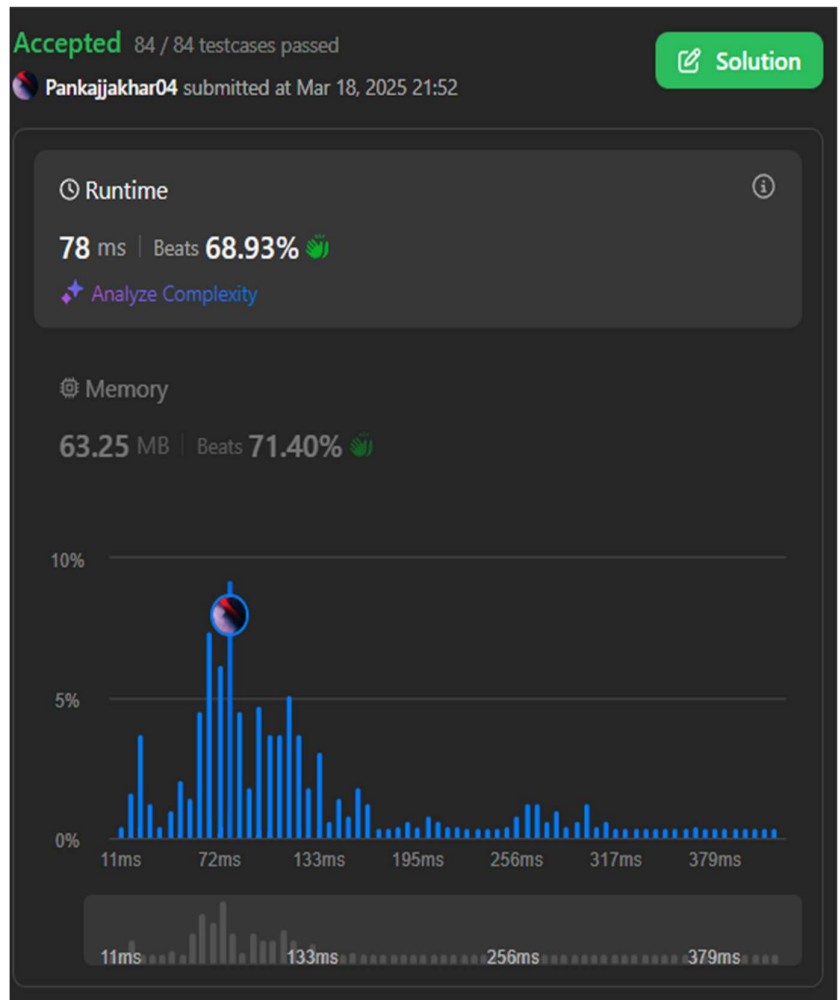 Accepted 84 / 84 testcases passed
Solution
Pankajjakhar04 submitted at Mar 18, 2025 21:52
Runtime
78 ms | Beats 68.93%
Analyze Complexity
Memory
63.25 MB | Beats 71.40%
10%
5%
0%
11ms 72ms 133ms 195ms 256ms 317ms 379ms
11ms 133ms 256ms 379ms